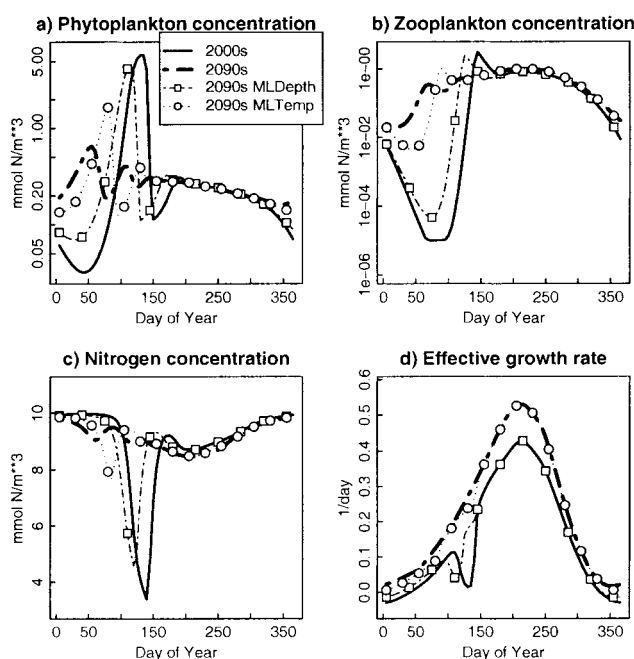 a) Phytoplankton concentration
b) Zooplankton concentration
2000s
2090s
2090s MLDepth
2090s MLTemp
mmol N/m**3
0.05
0.20
1.00
5.00
0 50 150 250 350
Day of Year
mmol N/m**3
1e-06
1e-04
1e-02
1e-00
0 50 150 250 350
Day of Year
c) Nitrogen concentration
d) Effective growth rate
mmol N/m**3
4
6
8
10
0 50 150 250 350
Day of Year
1/day
0.0
0.1
0.2
0.3
0.4
0.5
0.6
0 50 150 250 350
Day of Year